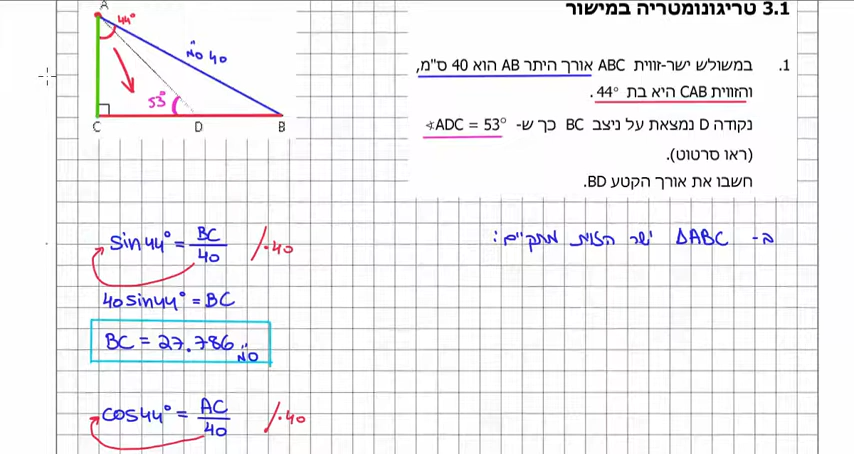 3.1 טריגונומטריה במישור
1. במשולש ישר-זווית ABC אורך היתר AB הוא 40 ס"מ,
והזווית CAB היא בת 44° .
נקודה D נמצאת על ניצב BC כך ש- ∢ADC = 53°
(ראו סרטוט).
חשבו את אורך הקטע BD.
A
44°
40 ס"מ
53°
C D B
ב- ΔABC ישר הזוית מתקיים:
sin44° = BC/40 /·40
40sin44° = BC
BC = 27.786 ס"מ
cos44° = AC/40 /·40